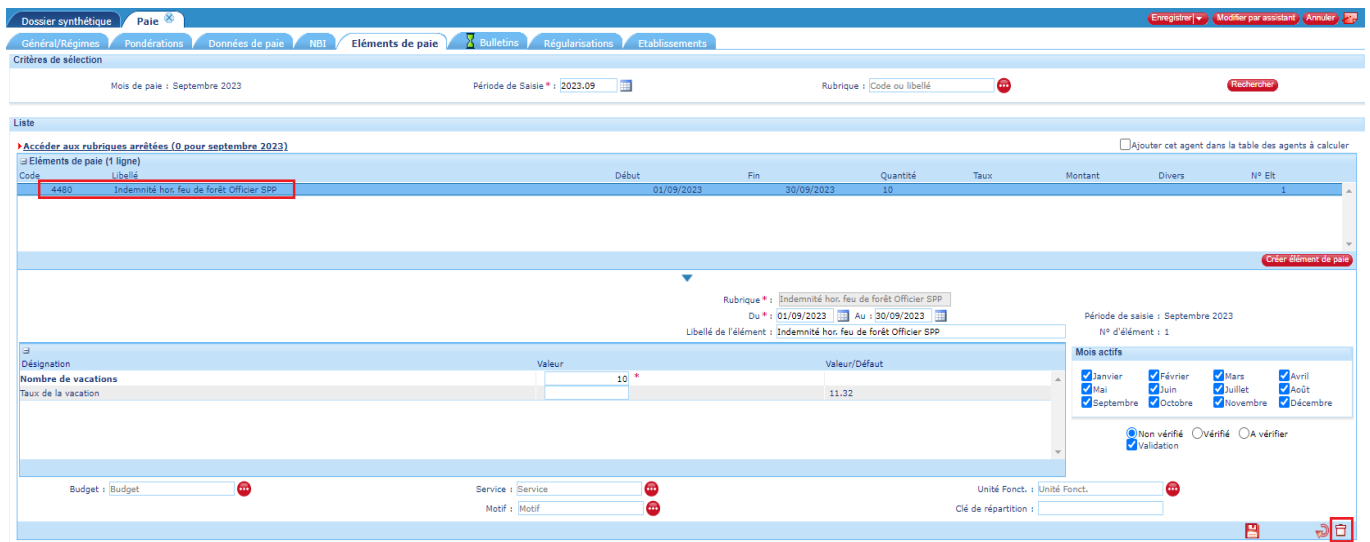 Dossier synthétique Paie Enregistrer Modifier par assistant Annuler
Général/Régimes Pondérations Données de paie NBI Eléments de paie Bulletins Régularisations Etablissements
Critères de sélection
Mois de paie : Septembre 2023 Période de Saisie * : 2023.09 Rubrique : Code ou libellé Rechercher
Liste
Accéder aux rubriques arrêtées (0 pour septembre 2023) Ajouter cet agent dans la table des agents à calculer
Eléments de paie (1 ligne)
Code Libellé Début Fin Quantité Taux Montant Divers N° Elt
4480 Indemnité hor. feu de forêt Officier SPP 01/09/2023 30/09/2023 10 1
Créer élément de paie
Rubrique * : Indemnité hor. feu de forêt Officier SPP
Du * : 01/09/2023 Au : 30/09/2023 Période de saisie : Septembre 2023
Libellé de l'élément : Indemnité hor. feu de forêt Officier SPP N° d'élément : 1
Désignation Valeur Valeur/Défaut Mois actifs
Nombre de vacations 10 * Janvier Février Mars Avril
Taux de la vacation 11.32 Mai Juin Juillet Août
Septembre Octobre Novembre Décembre
Non vérifié Vérifié A vérifier
Validation
Budget : Budget Service : Service Unité Fonct. : Unité Fonct.
Motif : Motif Clé de répartition :